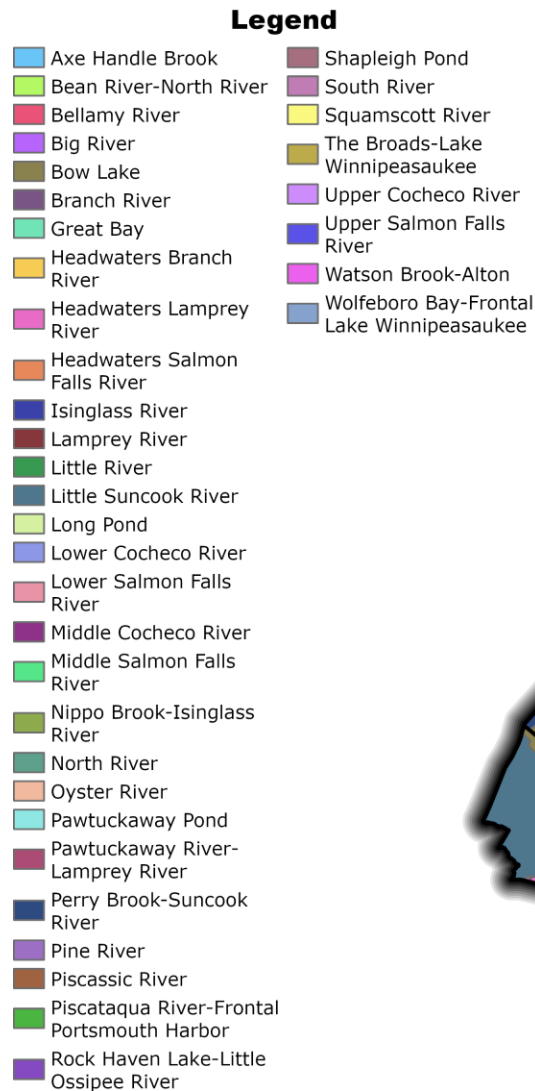 Legend
Axe Handle Brook
Bean River-North River
Bellamy River
Big River
Bow Lake
Branch River
Great Bay
Headwaters Branch
River
Headwaters Lamprey
River
Headwaters Salmon
Falls River
Isinglass River
Lamprey River
Little River
Little Suncook River
Long Pond
Lower Cocheco River
Lower Salmon Falls
River
Middle Cocheco River
Middle Salmon Falls
River
Nippo Brook-Isinglass
River
North River
Oyster River
Pawtuckaway Pond
Pawtuckaway River-
Lamprey River
Perry Brook-Suncook
River
Pine River
Piscassic River
Piscataqua River-Frontal
Portsmouth Harbor
Rock Haven Lake-Little
Ossipee River
Shapleigh Pond
South River
Squamscott River
The Broads-Lake
Winnipeasaukee
Upper Cocheco River
Upper Salmon Falls
River
Watson Brook-Alton
Wolfeboro Bay-Frontal
Lake Winnipeasaukee